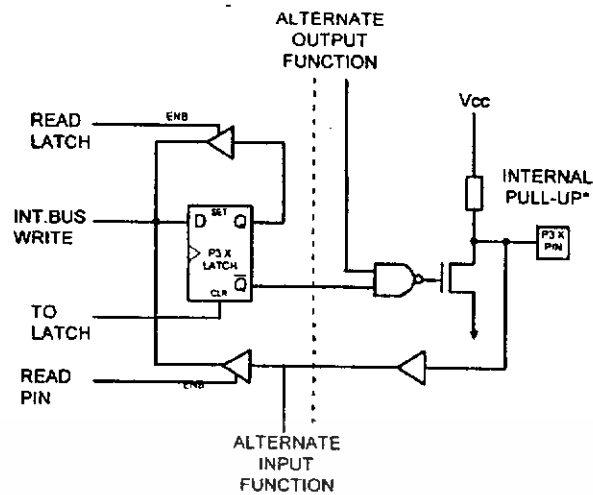 ALTERNATE
OUTPUT
FUNCTION
Vcc
READ
LATCH
ENB
INTERNAL
PULL-UP*
INT.BUS
WRITE
D
SET
Q
P3 X
LATCH
Q
CLR
P3 X
PIN
TO
LATCH
READ
PIN
ENB
ALTERNATE
INPUT
FUNCTION